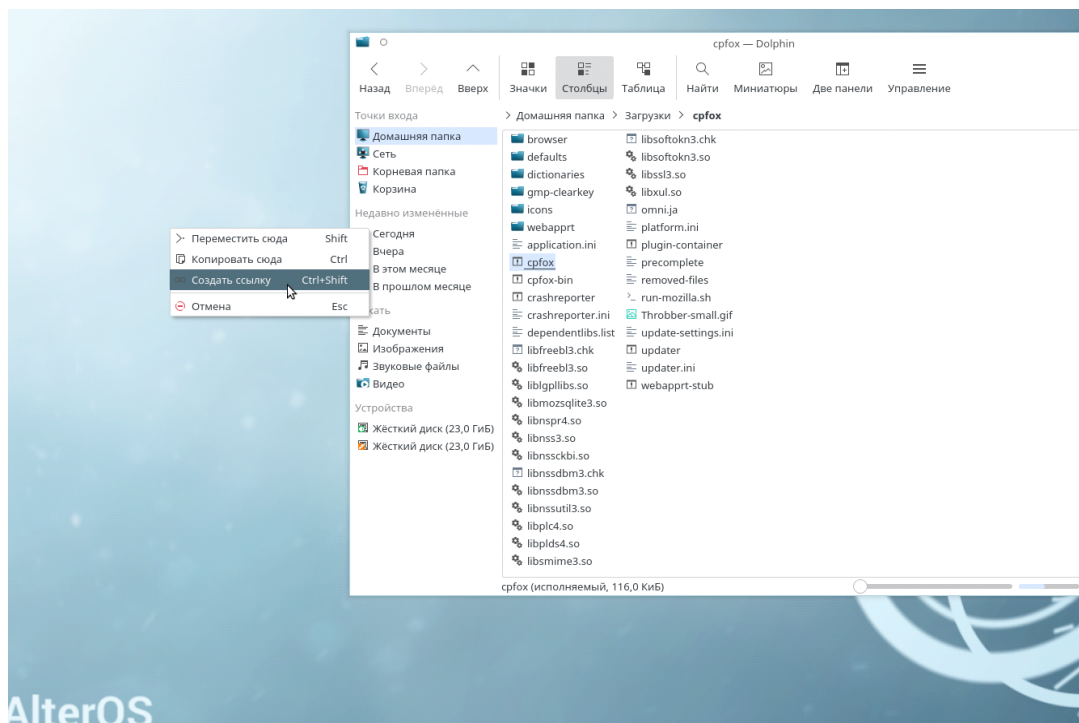 cpfox — Dolphin
Назад Вперёд Вверх Значки Столбцы Таблица Найти Миниатюры Две панели Управление
Точки входа
> Домашняя папка > Загрузки > cpfox
Домашняя папка
Сеть
Корневая папка
Корзина
Недавно изменённые
Сегодня
Вчера
В этом месяце
В прошлом месяце
Документы
Изображения
Звуковые файлы
Видео
Устройства
Жёсткий диск (23,0 ГиБ)
Жёсткий диск (23,0 ГиБ)
Переместить сюда Shift
Копировать сюда Ctrl
Создать ссылку Ctrl+Shift
Отмена Esc
browser
defaults
dictionaries
gmp-clearkey
icons
webapprt
application.ini
cpfox
cpfox-bin
crashreporter
crashreporter.ini
dependentlibs.list
libfreebl3.chk
libfreebl3.so
liblgpllibs.so
libmozsqlite3.so
libnspr4.so
libnss3.so
libnssckbi.so
libnssdbm3.chk
libnssdbm3.so
libnssutil3.so
libplc4.so
libplds4.so
libsmime3.so
libsoftokn3.chk
libsoftokn3.so
libssl3.so
libxul.so
omni.ja
platform.ini
plugin-container
precomplete
removed-files
run-mozilla.sh
Throbber-small.gif
update-settings.ini
updater
updater.ini
webapprt-stub
cpfox (исполняемый, 116,0 КиБ)
AlterOS